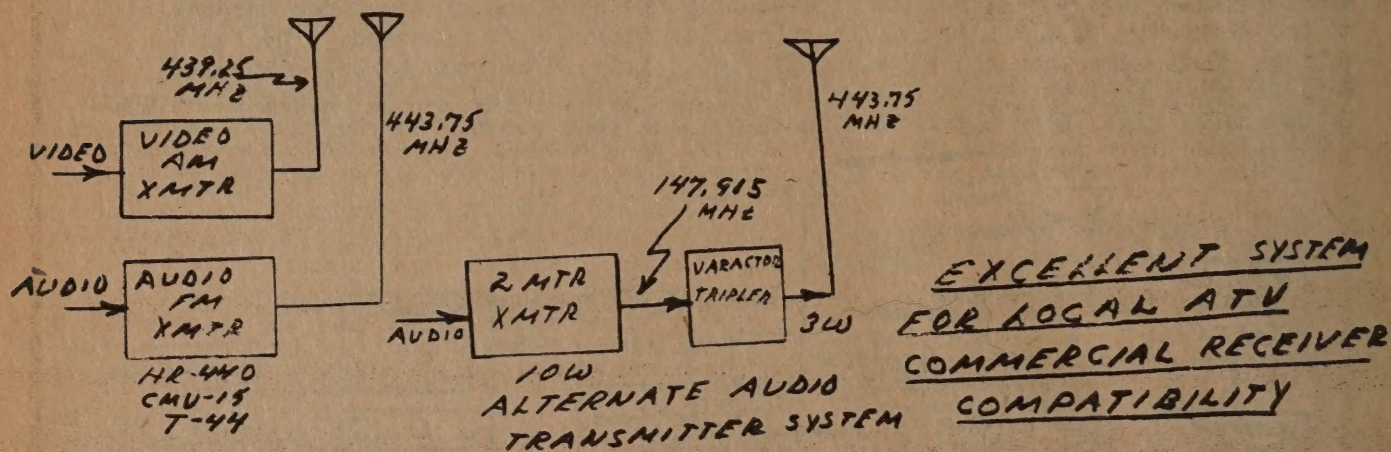 439.25
MHZ
443.75
MHZ
VIDEO
VIDEO
AM
XMTR
AUDIO
AUDIO
FM
XMTR
HR-440
CMU-15
T-44
443.75
MHZ
147.915
MHZ
AUDIO
2 MTR
XMTR
10W
VARACTOR
TRIPLER
3W
ALTERNATE AUDIO
TRANSMITTER SYSTEM
EXCELLENT SYSTEM
FOR LOCAL ATV
COMMERCIAL RECEIVER
COMPATIBILITY